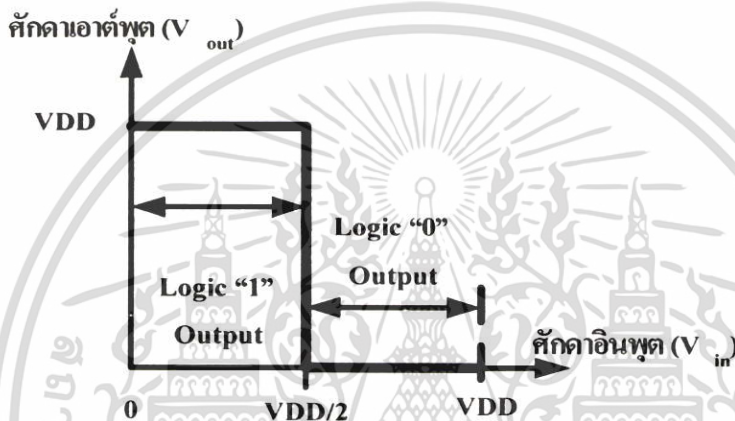 ศักดาเอาต์พุต (V out)
VDD
Logic “0”
Output
Logic “1”
Output
ศักดาอินพุต (V in)
0
VDD/2
VDD